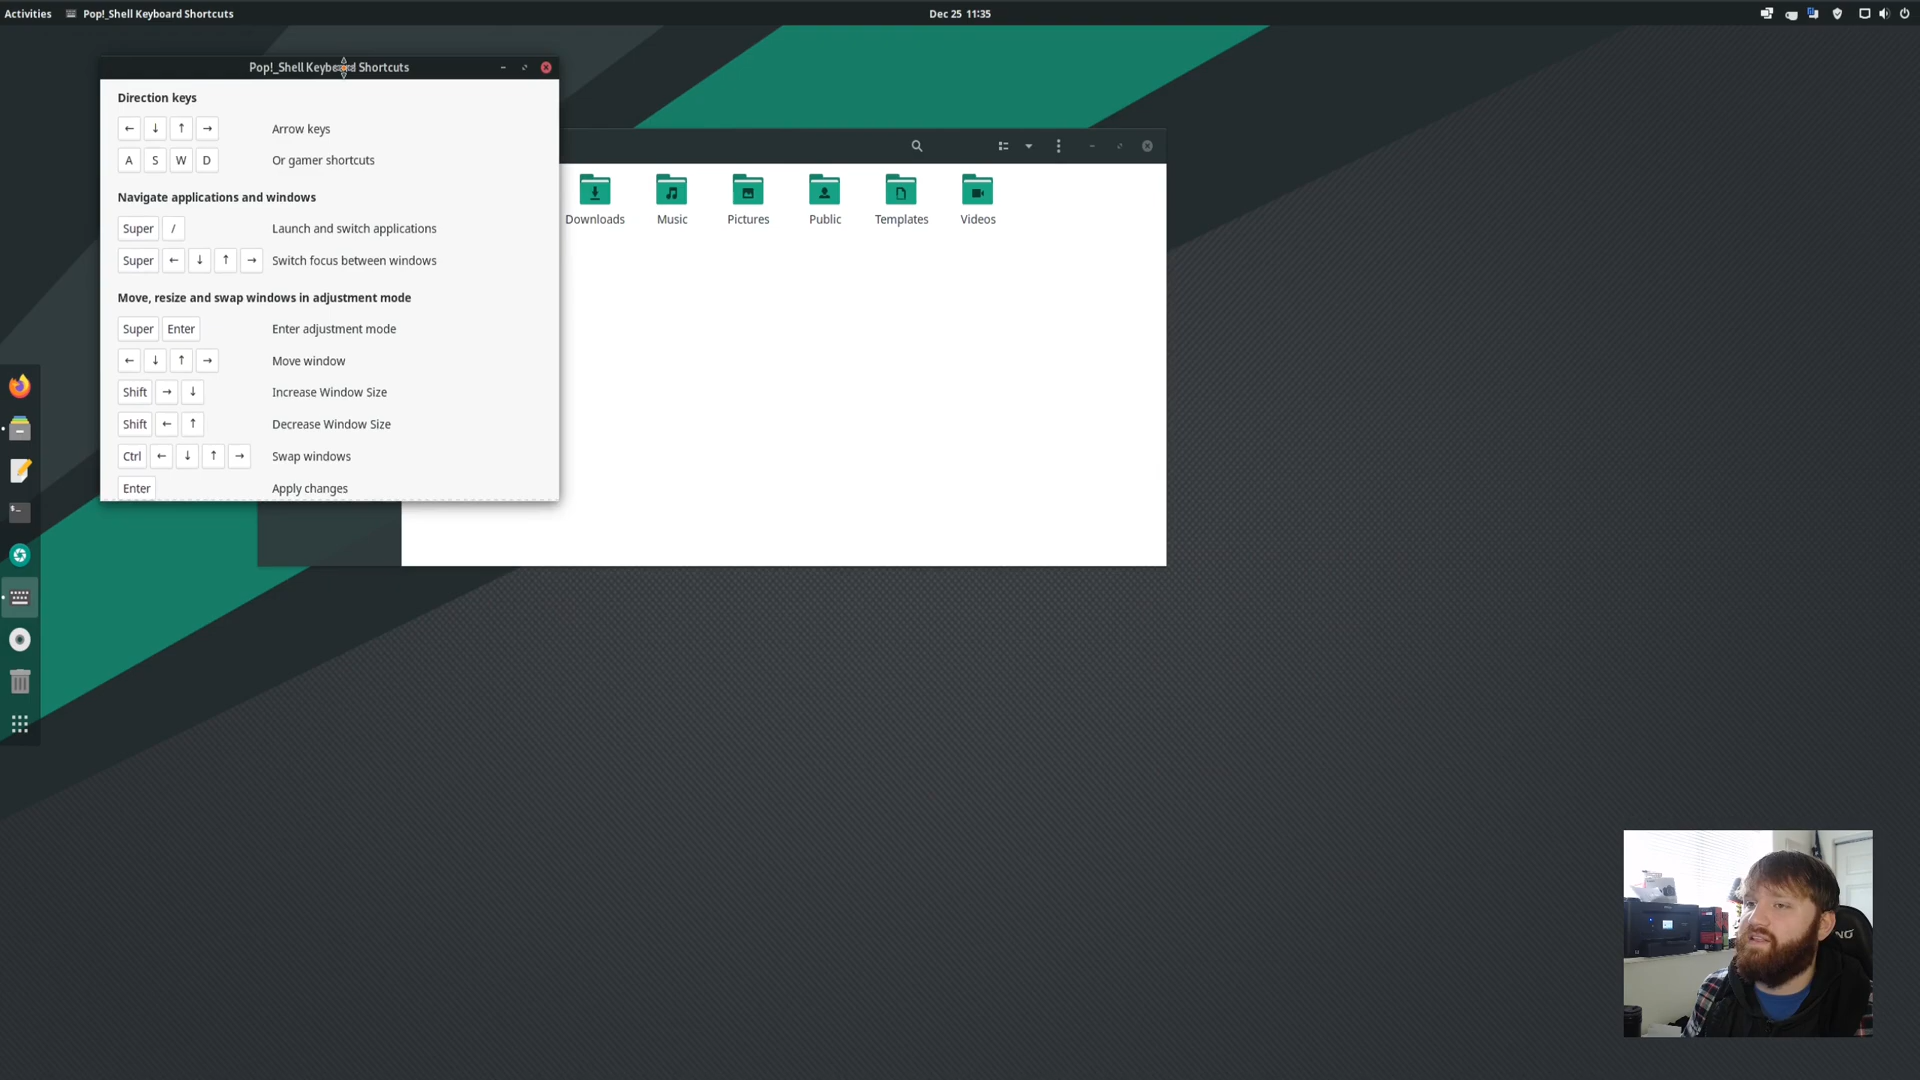 Activities Pop!_Shell Keyboard Shortcuts Dec 25 11:35
Pop!_Shell Keyboard Shortcuts
Direction keys
← ↓ ↑ → Arrow keys
A S W D Or gamer shortcuts
Navigate applications and windows
Super / Launch and switch applications
Super ← ↓ ↑ → Switch focus between windows
Move, resize and swap windows in adjustment mode
Super Enter Enter adjustment mode
← ↓ ↑ → Move window
Shift → ↓ Increase Window Size
Shift ← ↑ Decrease Window Size
Ctrl ← ↓ ↑ → Swap windows
Enter Apply changes
Downloads Music Pictures Public Templates Videos